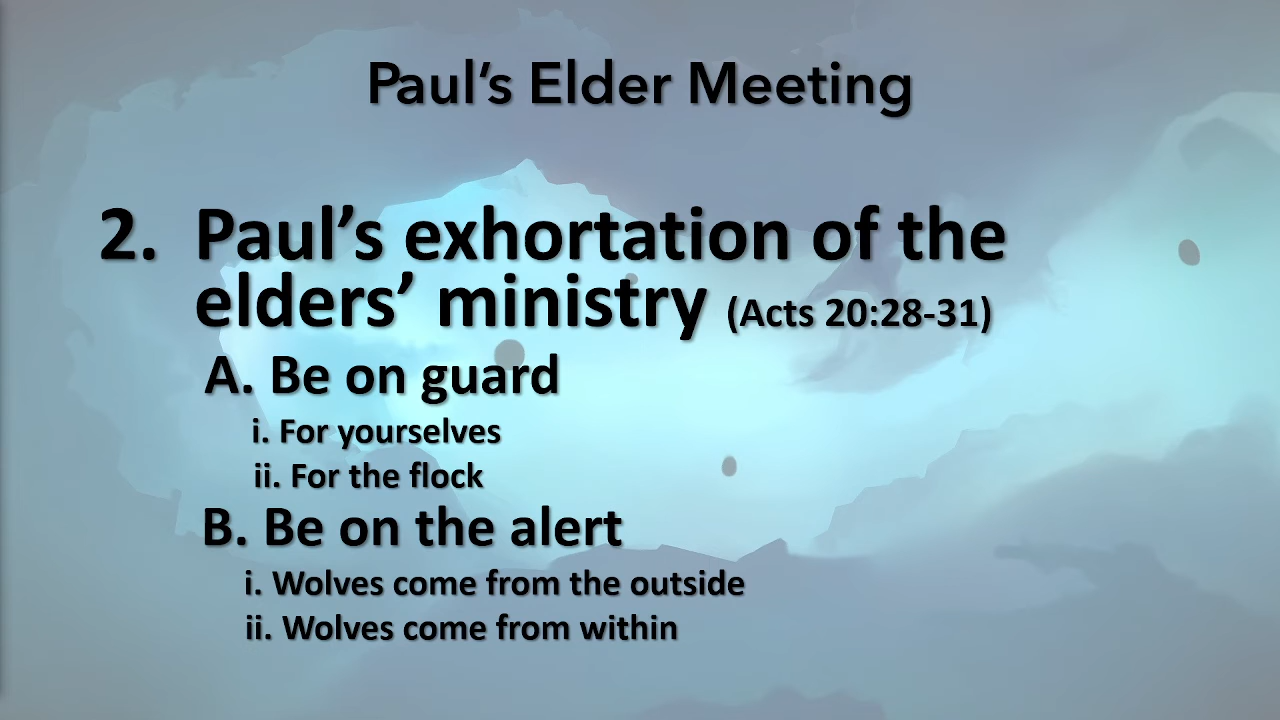 Paul’s Elder Meeting
2. Paul’s exhortation of the
elders’ ministry (Acts 20:28-31)
A. Be on guard
i. For yourselves
ii. For the flock
B. Be on the alert
i. Wolves come from the outside
ii. Wolves come from within